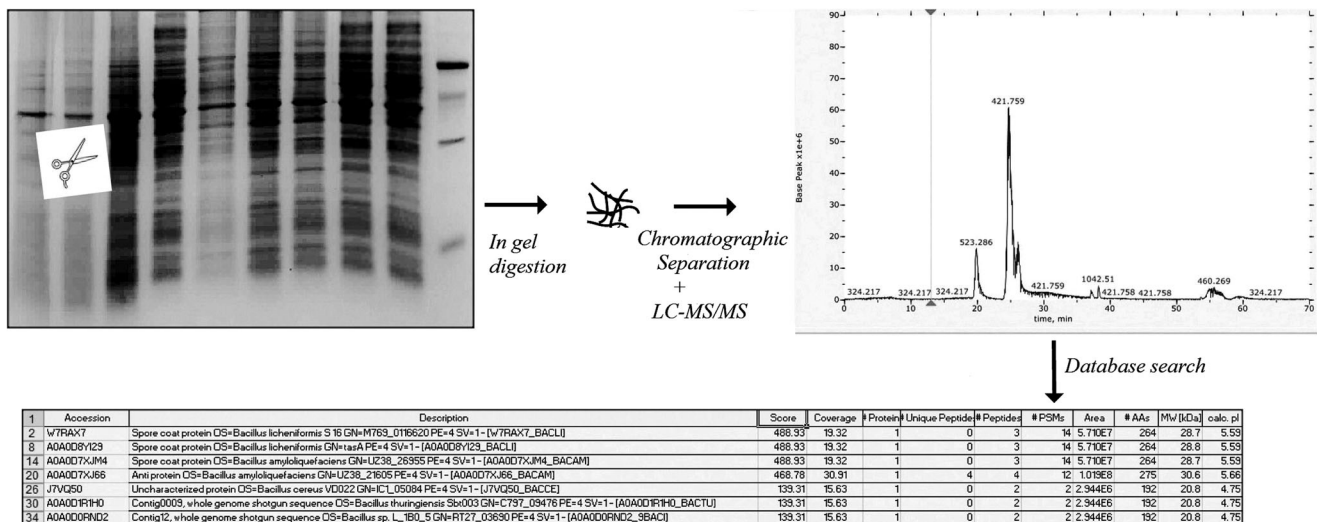 In gel
digestion
Chromatographic
Separation
+
LC-MS/MS
Base Peak x1e+6
90
80
70
60
50
40
30
20
10
0
421.759
523.286
1042.51
460.269
324.217
324.217
324.217
421.759
421.758
421.758
324.217
0 10 20 30 40 50 60 70
time, min
Database search
1 Accession Description Score Coverage # Protein # Unique Peptide # Peptides # PSMs Area # AAs MW [kDa] calc. pI
2 W7RAX7 Spore coat protein OS=Bacillus licheniformis S 16 GN=M769_0116620 PE=4 SV=1 - [W7RAX7_BACLI] 488.93 19.32 1 0 3 14 5.710E7 264 28.7 5.59
8 A0A0D8YI29 Spore coat protein OS=Bacillus licheniformis GN=tasA PE=4 SV=1 - [A0A0D8YI29_BACLI] 488.93 19.32 1 0 3 14 5.710E7 264 28.7 5.59
14 A0A0D7XJM4 Spore coat protein OS=Bacillus amyloliquefaciens GN=UZ38_26955 PE=4 SV=1 - [A0A0D7XJM4_BACAM] 488.93 19.32 1 0 3 14 5.710E7 264 28.8 5.59
20 A0A0D7XJ66 Anti protein OS=Bacillus amyloliquefaciens GN=UZ38_21605 PE=4 SV=1 - [A0A0D7XJ66_BACAM] 468.78 30.91 1 4 4 12 1.019E8 275 30.6 5.66
26 J7VQ50 Uncharacterized protein OS=Bacillus cereus VD022 GN=IC1_05084 PE=4 SV=1 - [J7VQ50_BACCE] 139.31 15.63 1 0 2 2 2.944E6 192 20.8 4.75
30 A0A0D1R1H0 Contig0009, whole genome shotgun sequence OS=Bacillus thuringiensis Sbt003 GN=C797_09476 PE=4 SV=1 - [A0A0D1R1H0_BACTU] 139.31 15.63 1 0 2 2 2.944E6 192 20.8 4.75
34 A0A0D0RND2 Contig12, whole genome shotgun sequence OS=Bacillus sp. L_1B0_5 GN=RT27_03690 PE=4 SV=1 - [A0A0D0RND2_9BACI] 139.31 15.63 1 0 2 2 2.944E6 192 20.8 4.75